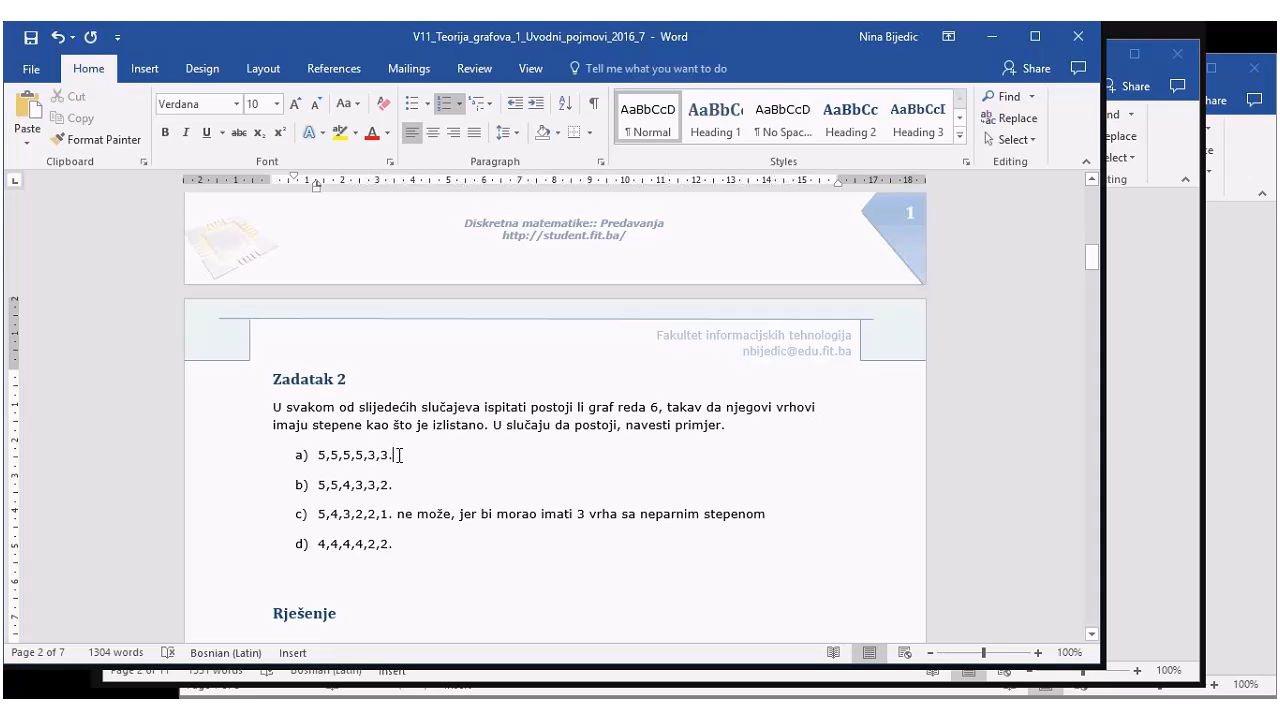 V11_Teorija_grafova_1_Uvodni_pojmovi_2016_7 - Word
Nina Bijedic
File Home Insert Design Layout References Mailings Review View Tell me what you want to do Share
Share
hare
Paste
Cut
Copy
Format Painter
Clipboard
Verdana 10
Font
Paragraph
AaBbCcD AaBbC AaBbCcD AaBbCc AaBbCcI
¶ Normal Heading 1 ¶ No Spac... Heading 2 Heading 3
Styles
Find
Replace
Select
Editing
nd
eplace
elect
ting
Diskretna matematike:: Predavanja
http://student.fit.ba/
1
Fakultet informacijskih tehnologija
nbijedic@edu.fit.ba
Zadatak 2
U svakom od slijedećih slučajeva ispitati postoji li graf reda 6, takav da njegovi vrhovi
imaju stepene kao što je izlistano. U slučaju da postoji, navesti primjer.
a) 5,5,5,5,3,3.
b) 5,5,4,3,3,2.
c) 5,4,3,2,2,1. ne može, jer bi morao imati 3 vrha sa neparnim stepenom
d) 4,4,4,4,2,2.
Rješenje
Page 2 of 7 1304 words Bosnian (Latin) Insert 100%
100%
100%